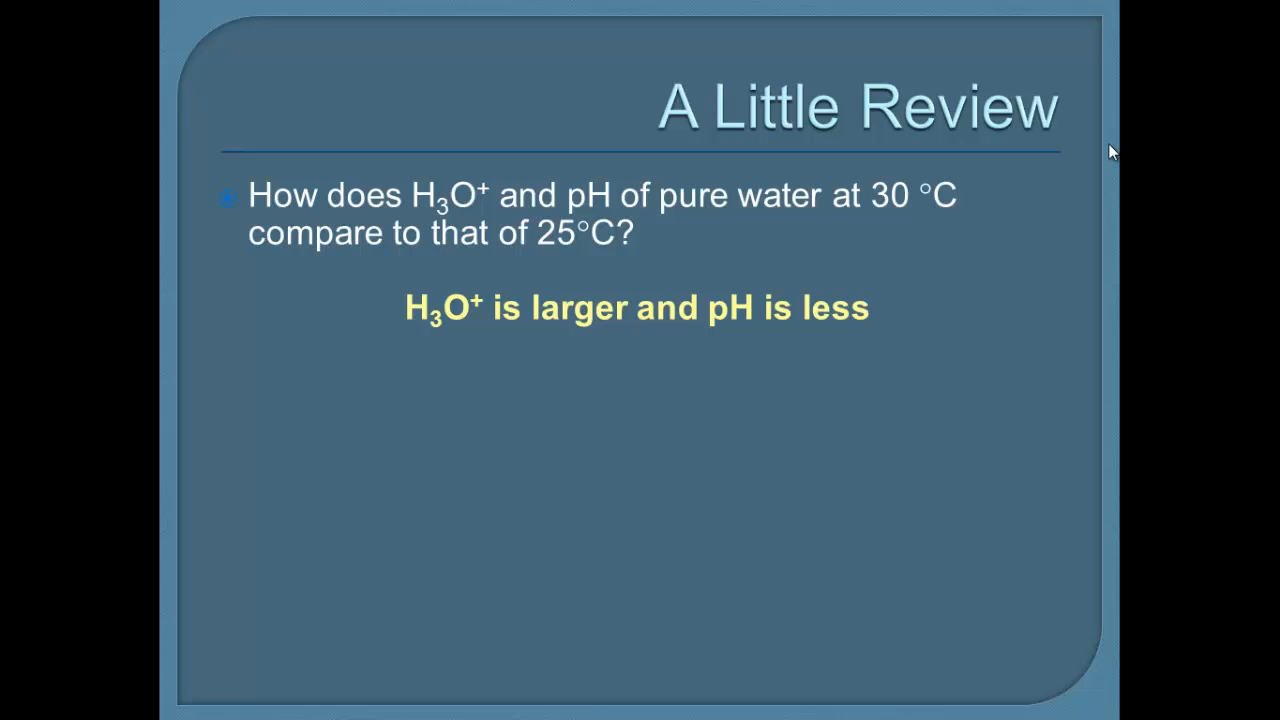 A Little Review
How does H₃O⁺ and pH of pure water at 30 °C
compare to that of 25°C?
H₃O⁺ is larger and pH is less